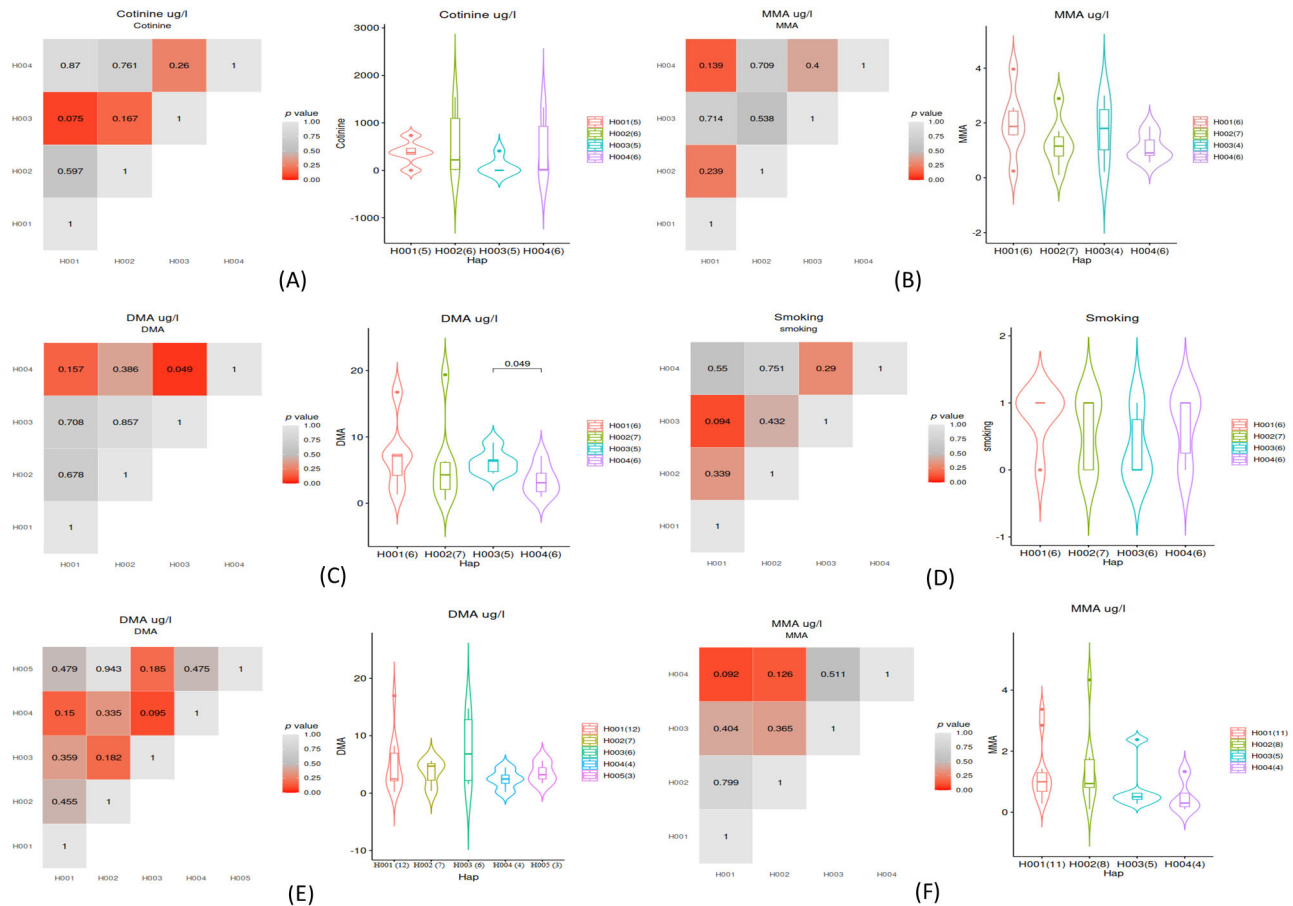 Cotinine ug/l
Cotinine
H004 0.87 0.761 0.26 1
H003 0.075 0.167 1
H002 0.597 1
H001 1
H001 H002 H003 H004
p value
1.00
0.75
0.50
0.25
0.00
Cotinine ug/l
Cotinine
3000
2000
1000
0
-1000
H001(5) H002(6) H003(5) H004(6)
Hap
H001(5)
H002(6)
H003(5)
H004(6)
(A)
MMA ug/l
MMA
H004 0.139 0.709 0.4 1
H003 0.714 0.538 1
H002 0.239 1
H001 1
H001 H002 H003 H004
p value
1.00
0.75
0.50
0.25
0.00
MMA ug/l
MMA
4
2
0
-2
H001(6) H002(7) H003(4) H004(6)
Hap
H001(6)
H002(7)
H003(4)
H004(6)
(B)
DMA ug/l
DMA
H004 0.157 0.386 0.049 1
H003 0.708 0.857 1
H002 0.678 1
H001 1
H001 H002 H003 H004
p value
1.00
0.75
0.50
0.25
0.00
DMA ug/l
0.049
DMA
20
10
0
H001(6) H002(7) H003(5) H004(6)
Hap
H001(6)
H002(7)
H003(5)
H004(6)
(C)
Smoking
smoking
H004 0.55 0.751 0.29 1
H003 0.094 0.432 1
H002 0.339 1
H001 1
H001 H002 H003 H004
p value
1.00
0.75
0.50
0.25
0.00
Smoking
smoking
2
1
0
-1
H001(6) H002(7) H003(6) H004(6)
Hap
H001(6)
H002(7)
H003(6)
H004(6)
(D)
DMA ug/l
DMA
H005 0.479 0.943 0.185 0.475 1
H004 0.15 0.335 0.095 1
H003 0.359 0.182 1
H002 0.455 1
H001 1
H001 H002 H003 H004 H005
p value
1.00
0.75
0.50
0.25
0.00
DMA ug/l
DMA
20
10
0
-10
H001 (12) H002 (7) H003 (6) H004 (4) H005 (3)
Hap
H001(12)
H002(7)
H003(6)
H004(4)
H005(3)
(E)
MMA ug/l
MMA
H004 0.092 0.126 0.511 1
H003 0.404 0.365 1
H002 0.799 1
H001 1
H001 H002 H003 H004
p value
1.00
0.75
0.50
0.25
0.00
MMA ug/l
MMA
4
2
0
H001(11) H002(8) H003(5) H004(4)
Hap
H001(11)
H002(8)
H003(5)
H004(4)
(F)